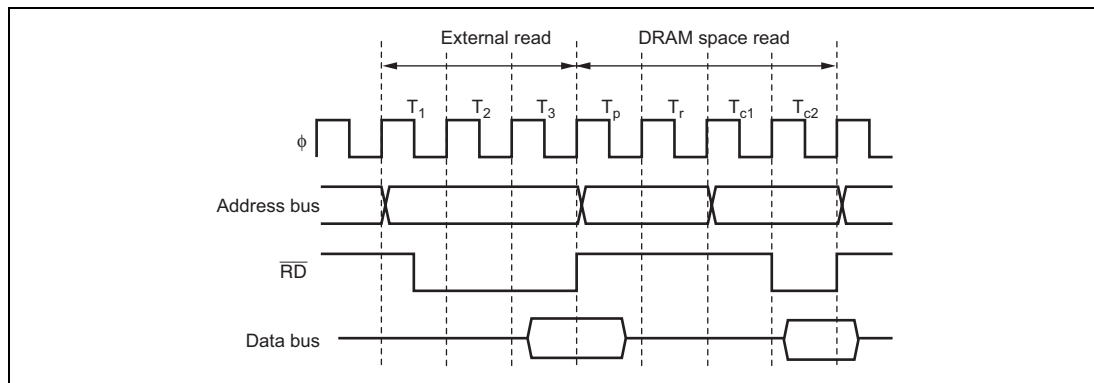 External read DRAM space read
T1 T2 T3 Tp Tr Tc1 Tc2
ϕ
Address bus
RD
Data bus